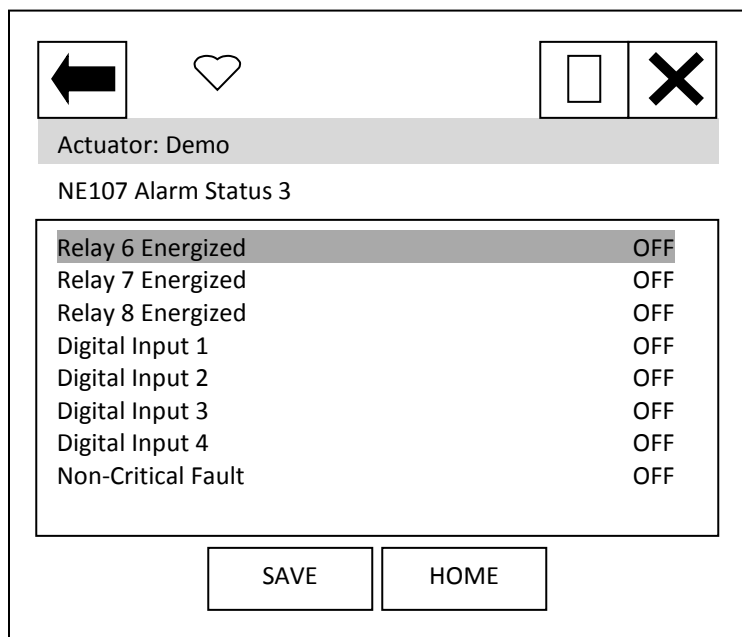 Actuator: Demo
NE107 Alarm Status 3
Relay 6 Energized OFF
Relay 7 Energized OFF
Relay 8 Energized OFF
Digital Input 1 OFF
Digital Input 2 OFF
Digital Input 3 OFF
Digital Input 4 OFF
Non-Critical Fault OFF
SAVE HOME